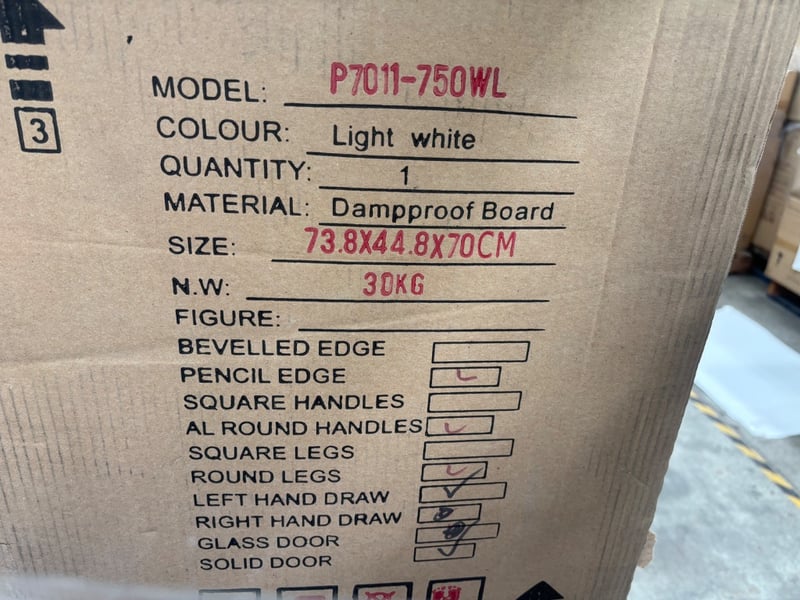 3
MODEL: P7011-750WL
COLOUR: Light white
QUANTITY: 1
MATERIAL: Dampproof Board
SIZE: 73.8X44.8X70CM
N.W: 30KG
FIGURE:
BEVELLED EDGE
PENCIL EDGE
SQUARE HANDLES
AL ROUND HANDLES
SQUARE LEGS
ROUND LEGS
LEFT HAND DRAW
RIGHT HAND DRAW
GLASS DOOR
SOLID DOOR